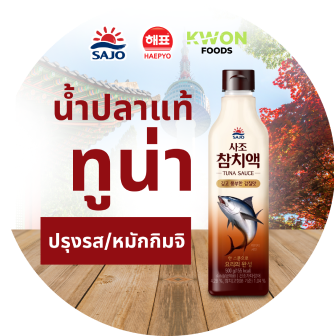 SAJO
해표
HAEPYO
KWON
FOODS
น้ำปลาแท้
ทูน่า
ปรุงรส/หมักกิมจิ
SAJO
사조
참치액
TUNA SAUCE